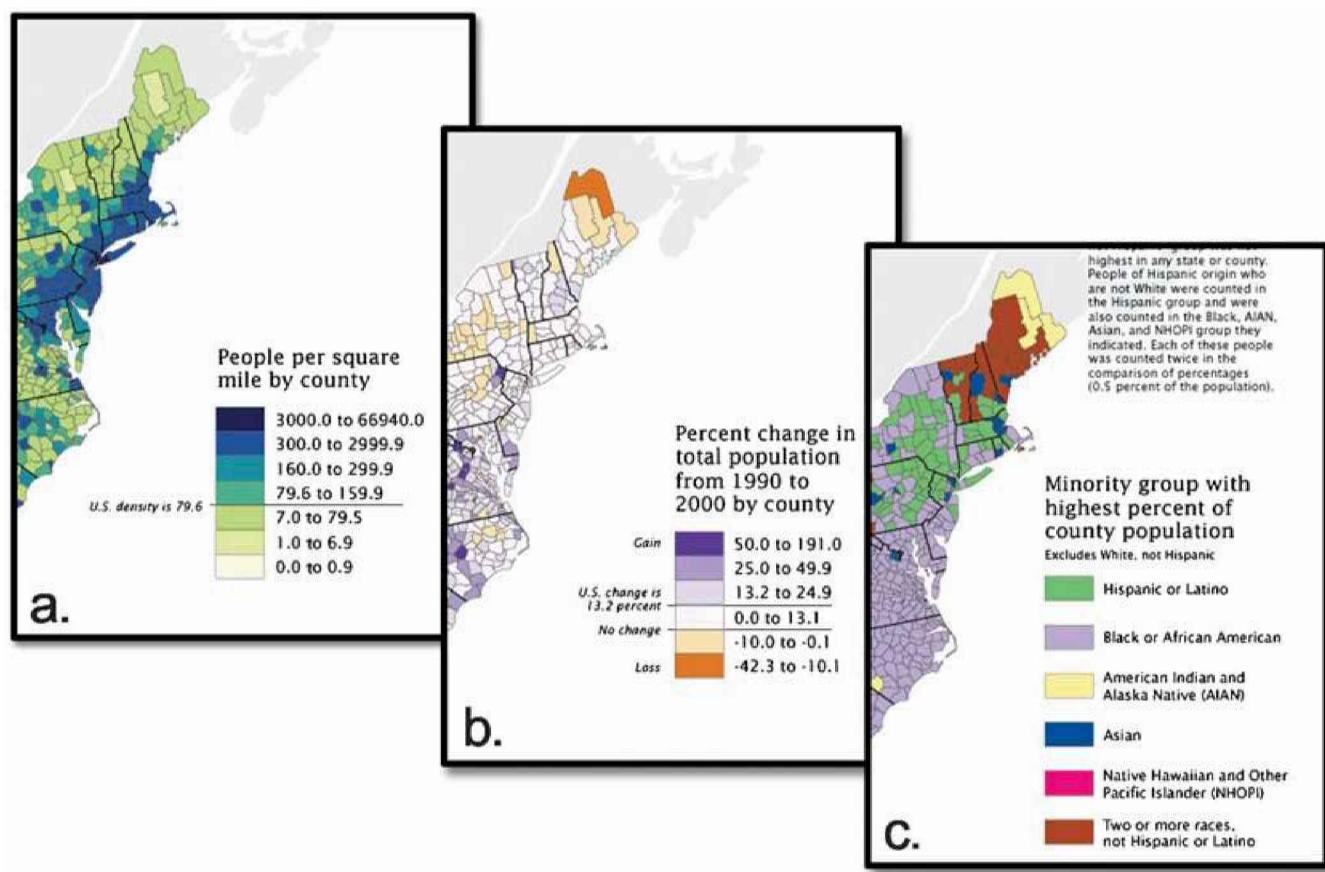 People per square
mile by county
3000.0 to 66940.0
300.0 to 2999.9
160.0 to 299.9
79.6 to 159.9
U.S. density is 79.6
7.0 to 79.5
1.0 to 6.9
0.0 to 0.9
a.
Percent change in
total population
from 1990 to
2000 by county
Gain
50.0 to 191.0
25.0 to 49.9
U.S. change is
13.2 percent
13.2 to 24.9
0.0 to 13.1
No change
-10.0 to -0.1
Loss
-42.3 to -10.1
b.
highest in any state or county.
People of Hispanic origin who
are not White were counted in
the Hispanic group and were
also counted in the Black, AIAN,
Asian, and NHOPI group they
indicated. Each of these people
was counted twice in the
comparison of percentages
(0.5 percent of the population).
Minority group with
highest percent of
county population
Excludes White, not Hispanic
Hispanic or Latino
Black or African American
American Indian and
Alaska Native (AIAN)
Asian
Native Hawaiian and Other
Pacific Islander (NHOPI)
Two or more races,
not Hispanic or Latino
c.